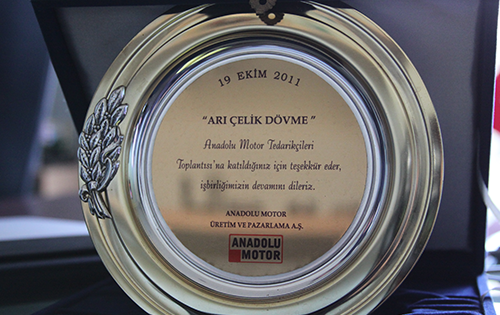 19 EKİM 2011
"ARI ÇELİK DÖVME"
Anadolu Motor Tedarikçileri
Toplantısı'na katıldığınız için teşekkür eder,
işbirliğimizin devamını dileriz.
ANADOLU MOTOR
ÜRETİM VE PAZARLAMA A.Ş.
ANADOLU
MOTOR